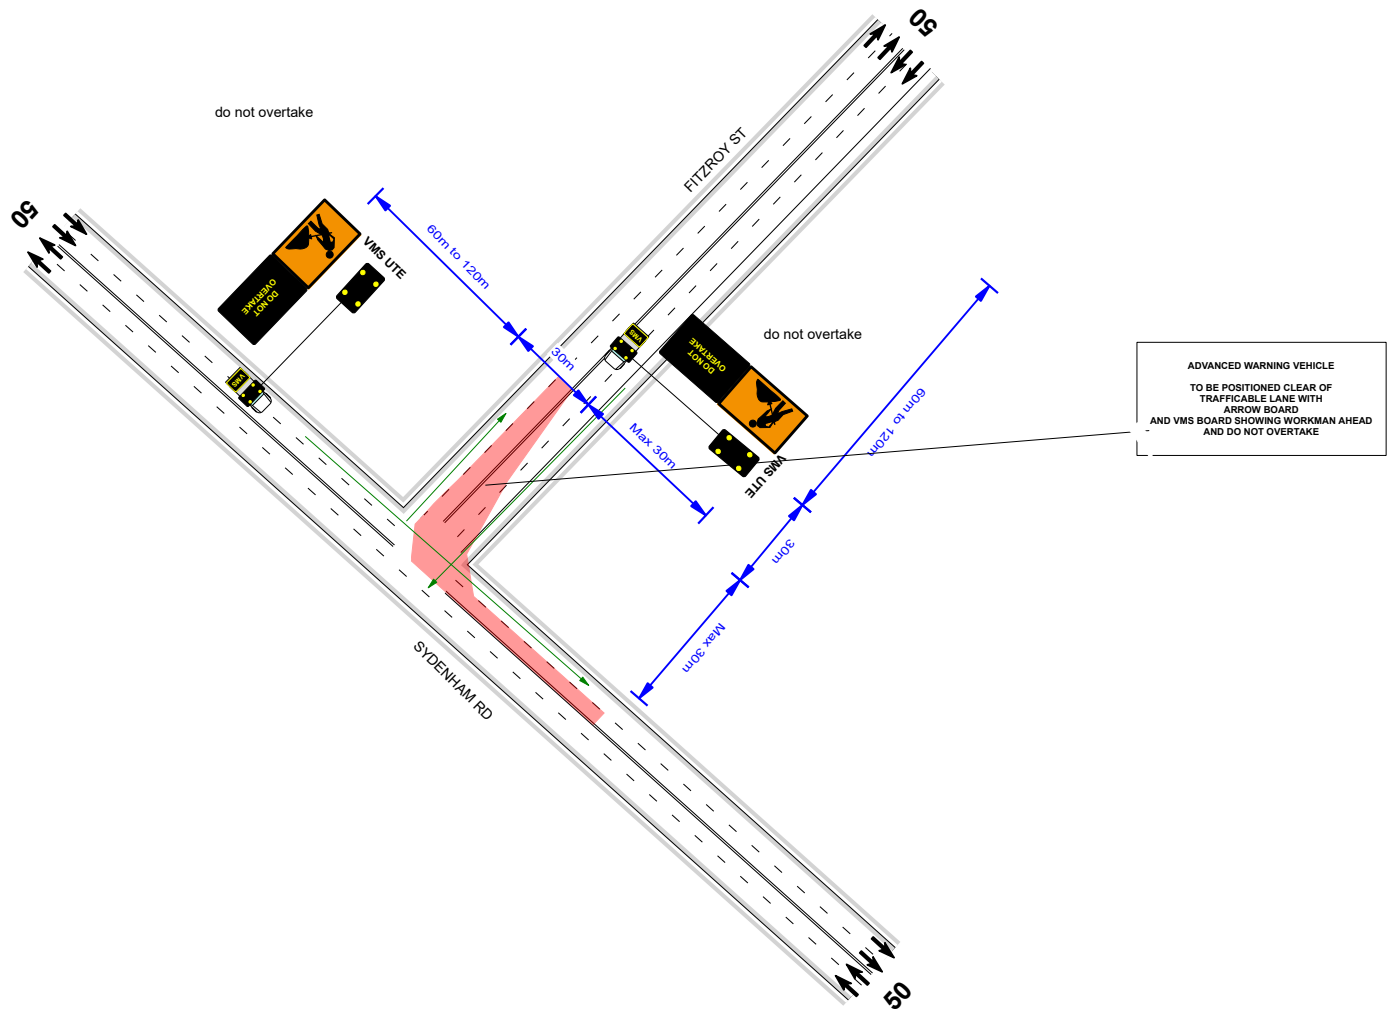 50
do not overtake
FITZROY ST
50
60m to 120m
VMS UTE
DO NOT
OVERTAKE
VMS
30m
VMS
DO NOT
OVERTAKE
do not overtake
60m to 120m
Max 30m
VMS UTE
30m
Max 30m
ADVANCED WARNING VEHICLE
TO BE POSITIONED CLEAR OF
TRAFFICABLE LANE WITH
ARROW BOARD
AND VMS BOARD SHOWING WORKMAN AHEAD
AND DO NOT OVERTAKE
SYDENHAM RD
50